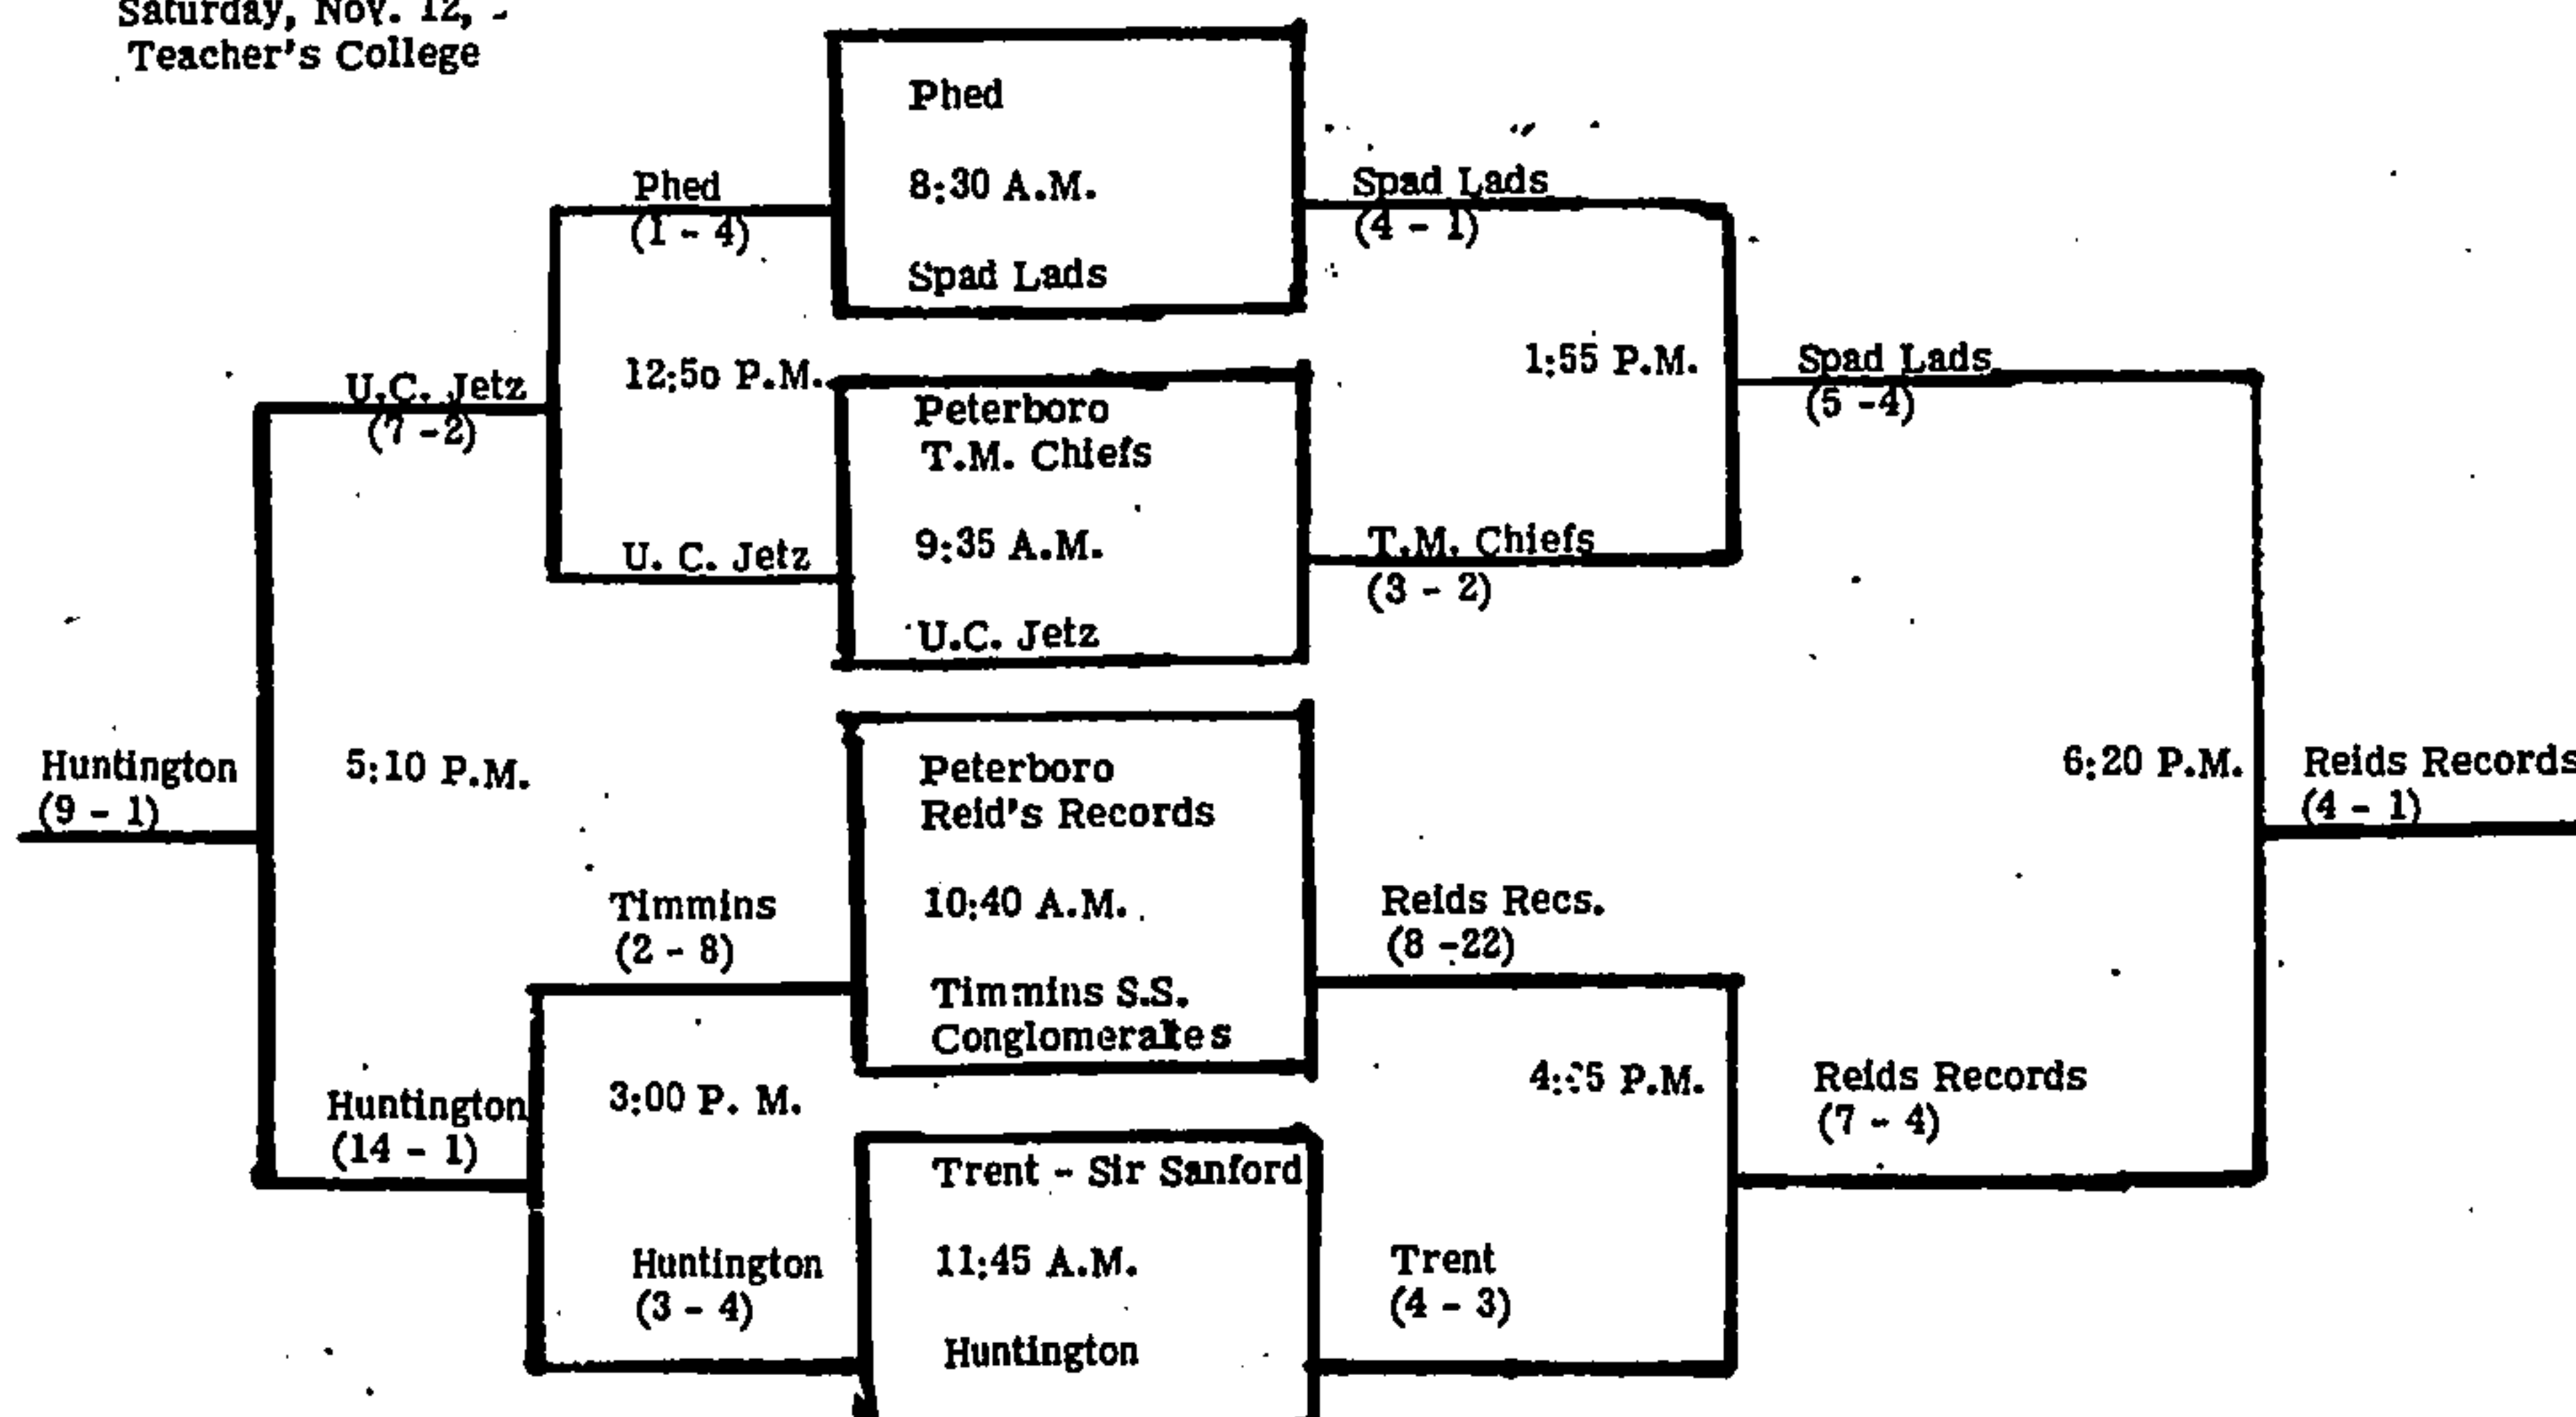 Saturday, Nov. 12,
Teacher's College
Phed
8:30 A.M.
Spad Lads
Phed
(1 - 4)
Spad Lads
(4 - 1)
12:50 P.M.
1:55 P.M.
U.C. Jetz
(7 -2)
Spad Lads
(5 -4)
Peterboro
T.M. Chiefs
9:35 A.M.
U.C. Jetz
U. C. Jetz
T.M. Chiefs
(3 - 2)
Huntington
(9 - 1)
5:10 P.M.
6:20 P.M.
Reids Records
(4 - 1)
Peterboro
Reid's Records
10:40 A.M.
Timmins S.S.
Conglomerates
Timmins
(2 - 8)
Reids Recs.
(8 -22)
3:00 P. M.
P.M.
Huntington
(14 - 1)
Reids Records
(7 - 4)
Trent - Sir Sanford
11:45 A.M.
Huntington
Huntington
(3 - 4)
Trent
(4 - 3)